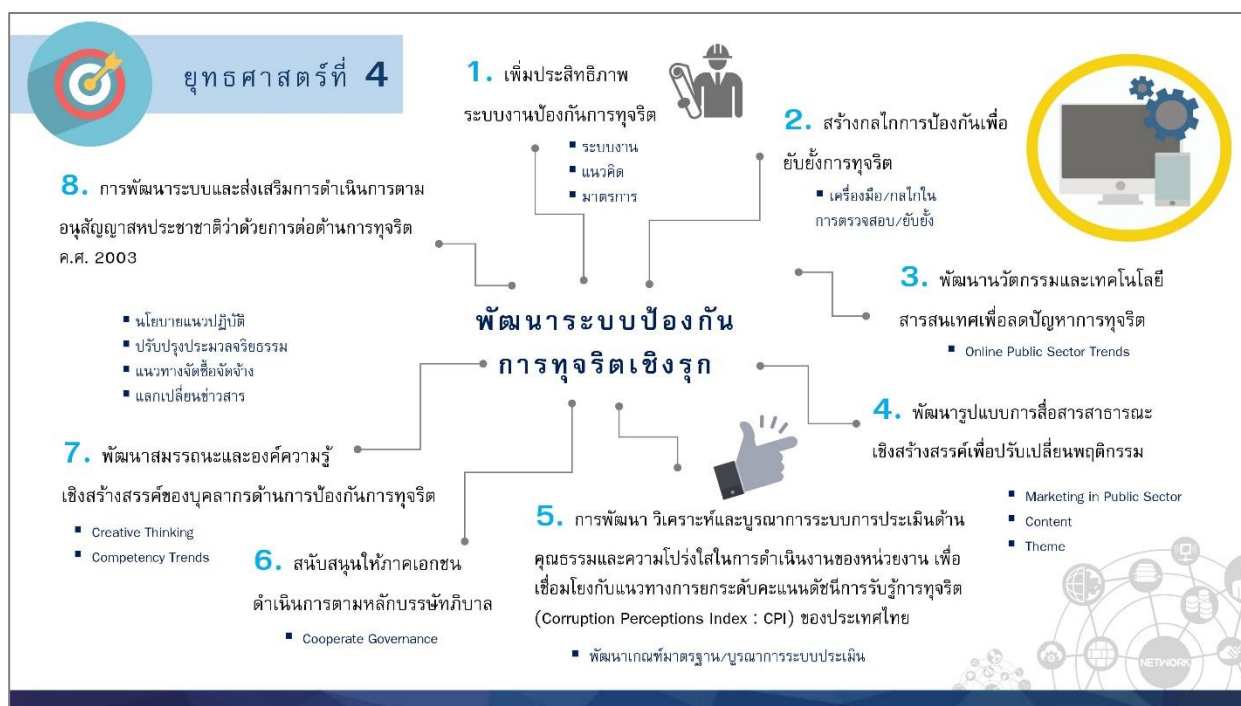 ยุทธศาสตร์ที่ 4
1. เพิ่มประสิทธิภาพ
ระบบงานป้องกันการทุจริต
▪ ระบบงาน
▪ แนวคิด
▪ มาตรการ
2. สร้างกลไกการป้องกันเพื่อ
ยับยั้งการทุจริต
▪ เครื่องมือ/กลไกใน
การตรวจสอบ/ยับยั้ง
3. พัฒนานวัตกรรมและเทคโนโลยี
สารสนเทศเพื่อลดปัญหาการทุจริต
▪ Online Public Sector Trends
4. พัฒนารูปแบบการสื่อสารสาธารณะ
เชิงสร้างสรรค์เพื่อปรับเปลี่ยนพฤติกรรม
▪ Marketing in Public Sector
▪ Content
▪ Theme
5. การพัฒนา วิเคราะห์และบูรณาการระบบการประเมินด้าน
คุณธรรมและความโปร่งใสในการดำเนินงานของหน่วยงาน เพื่อ
เชื่อมโยงกับแนวทางการยกระดับคะแนนดัชนีการรับรู้การทุจริต
(Corruption Perceptions Index : CPI) ของประเทศไทย
▪ พัฒนาเกณฑ์มาตรฐาน/บูรณาการระบบประเมิน
6. สนับสนุนให้ภาคเอกชน
ดำเนินการตามหลักบรรษัทภิบาล
▪ Cooperate Governance
7. พัฒนาสมรรถนะและองค์ความรู้
เชิงสร้างสรรค์ของบุคลากรด้านการป้องกันการทุจริต
▪ Creative Thinking
▪ Competency Trends
8. การพัฒนาระบบและส่งเสริมการดำเนินการตาม
อนุสัญญาสหประชาชาติว่าด้วยการต่อต้านการทุจริต
ค.ศ. 2003
▪ นโยบายแนวปฏิบัติ
▪ ปรับปรุงประมวลจริยธรรม
▪ แนวทางจัดซื้อจัดจ้าง
▪ แลกเปลี่ยนข่าวสาร
พัฒนาระบบป้องกัน
การทุจริตเชิงรุก
NETWORK